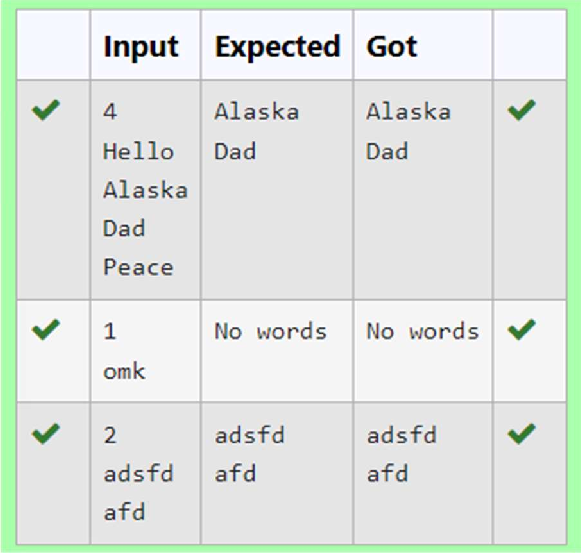 Input Expected Got
4 Alaska Alaska
Hello Dad Dad
Alaska
Dad
Peace
1 No words No words
omk
2 adsfd adsfd
adsfd afd afd
afd